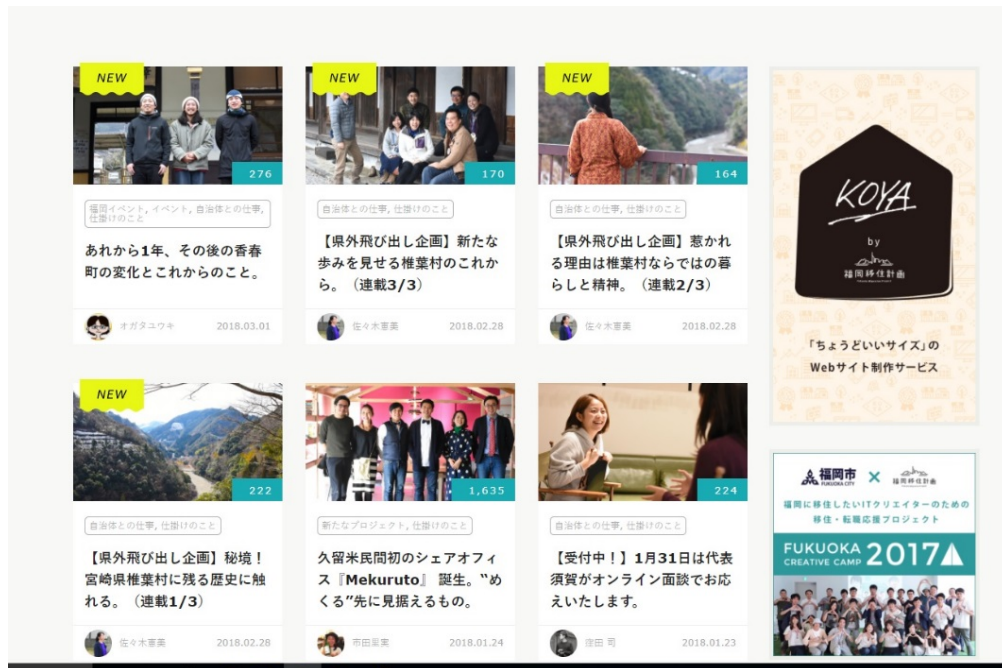 NEW
276
福岡イベント, イベント, 自治体との仕事,
仕掛けのこと
あれから1年、その後の香春
町の変化とこれからのこと。
オガタユウキ 2018.03.01
NEW
170
自治体との仕事, 仕掛けのこと
【県外飛び出し企画】新たな
歩みを見せる椎葉村のこれか
ら。（連載3/3）
佐々木恵美 2018.02.28
NEW
164
自治体との仕事, 仕掛けのこと
【県外飛び出し企画】惹かれ
る理由は椎葉村ならではの暮
らしと精神。（連載2/3）
佐々木恵美 2018.02.28
NEW
222
自治体との仕事, 仕掛けのこと
【県外飛び出し企画】秘境！
宮崎県椎葉村に残る歴史に触
れる。（連載1/3）
佐々木恵美 2018.02.28
1,635
新たなプロジェクト, 仕掛けのこと
久留米民間初のシェアオフィ
ス『Mekuruto』 誕生。“め
くる”先に見据えるもの。
2018.01.24
224
自治体との仕事, 仕掛けのこと
【受付中！】1月31日は代表
須賀がオンライン面談でお応
えいたします。
窪田 司 2018.01.23
KOYA
by
福岡移住計画
「ちょうどいいサイズ」の
Webサイト制作サービス
福岡市 × 福岡移住計画
FUKUOKA CITY
福岡に移住したいITクリエイターのための
移住・転職応援プロジェクト
FUKUOKA
CREATIVE CAMP 2017